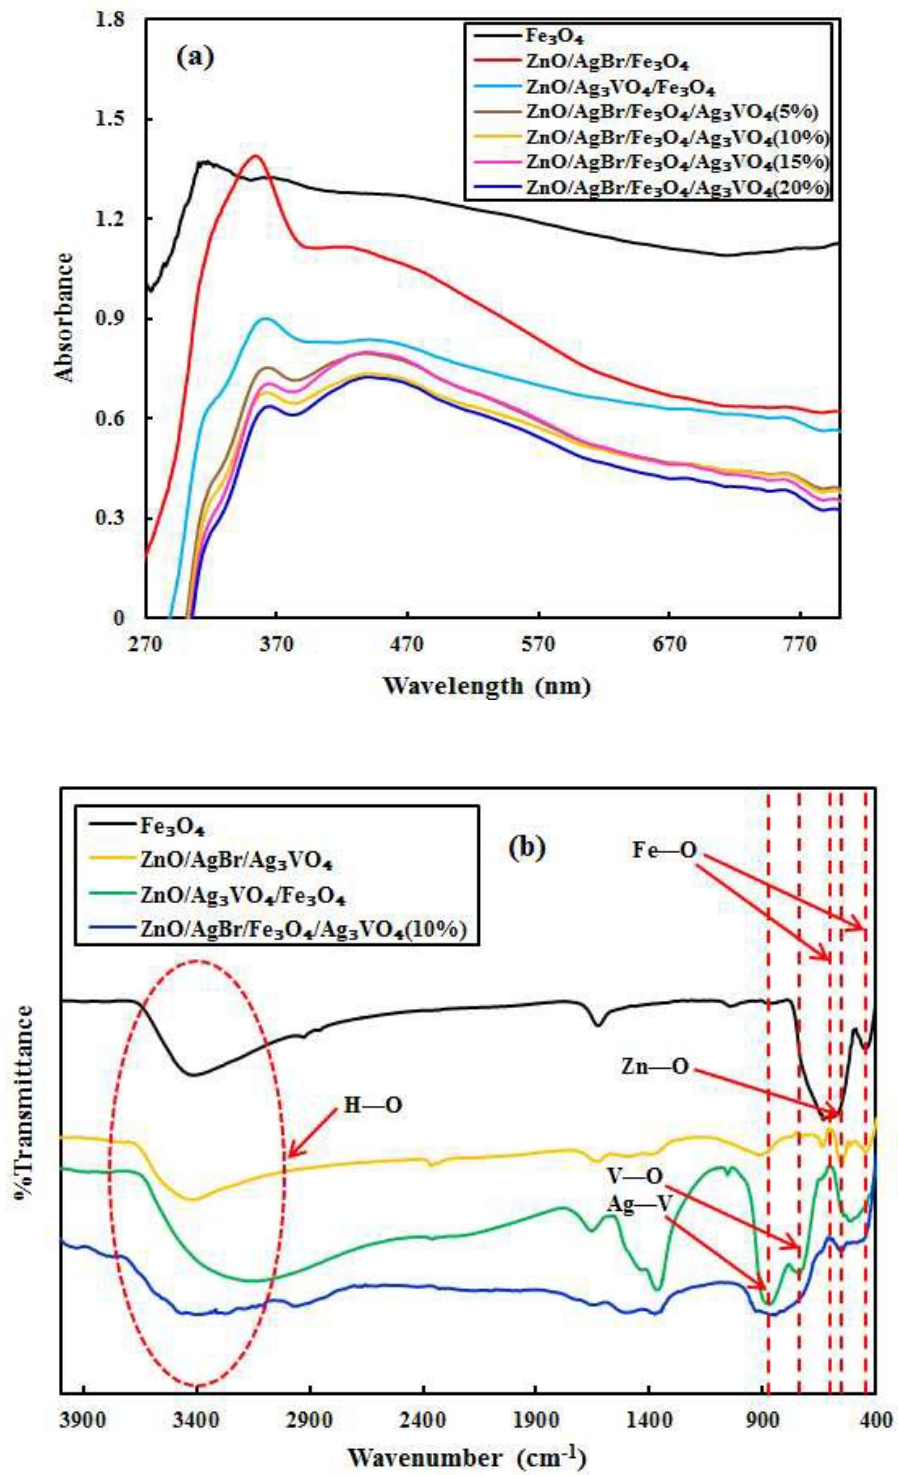 1.8
(a)
Fe₃O₄
ZnO/AgBr/Fe₃O₄
ZnO/Ag₃VO₄/Fe₃O₄
ZnO/AgBr/Fe₃O₄/Ag₃VO₄(5%)
ZnO/AgBr/Fe₃O₄/Ag₃VO₄(10%)
ZnO/AgBr/Fe₃O₄/Ag₃VO₄(15%)
ZnO/AgBr/Fe₃O₄/Ag₃VO₄(20%)
1.5
1.2
0.9
0.6
0.3
0
Absorbance
270 370 470 570 670 770
Wavelength (nm)
Fe₃O₄
ZnO/AgBr/Ag₃VO₄
ZnO/Ag₃VO₄/Fe₃O₄
ZnO/AgBr/Fe₃O₄/Ag₃VO₄(10%)
(b)
Fe—O
Zn—O
H—O
V—O
Ag—V
%Transmittance
3900 3400 2900 2400 1900 1400 900 400
Wavenumber (cm⁻¹)